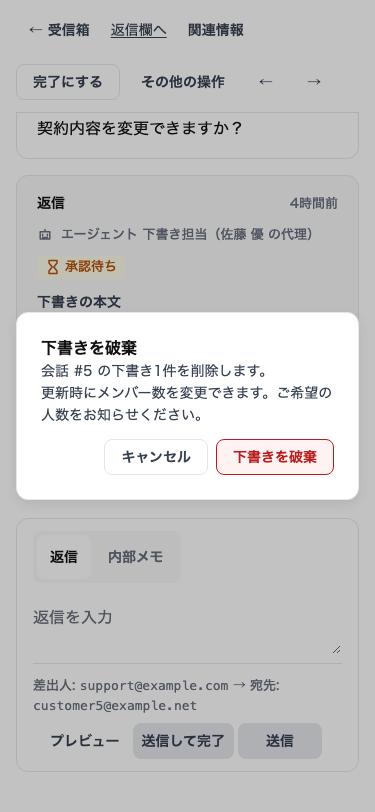 ← 受信箱 返信欄へ 関連情報
完了にする その他の操作 ← →
契約内容を変更できますか？
返信 4時間前
エージェント 下書き担当（佐藤 優 の代理）
承認待ち
下書きの本文
下書きを破棄
会話 #5 の下書き1件を削除します。
更新時にメンバー数を変更できます。ご希望の
人数をお知らせください。
キャンセル 下書きを破棄
返信 内部メモ
返信を入力
差出人: support@example.com → 宛先:
customer5@example.net
プレビュー 送信して完了 送信